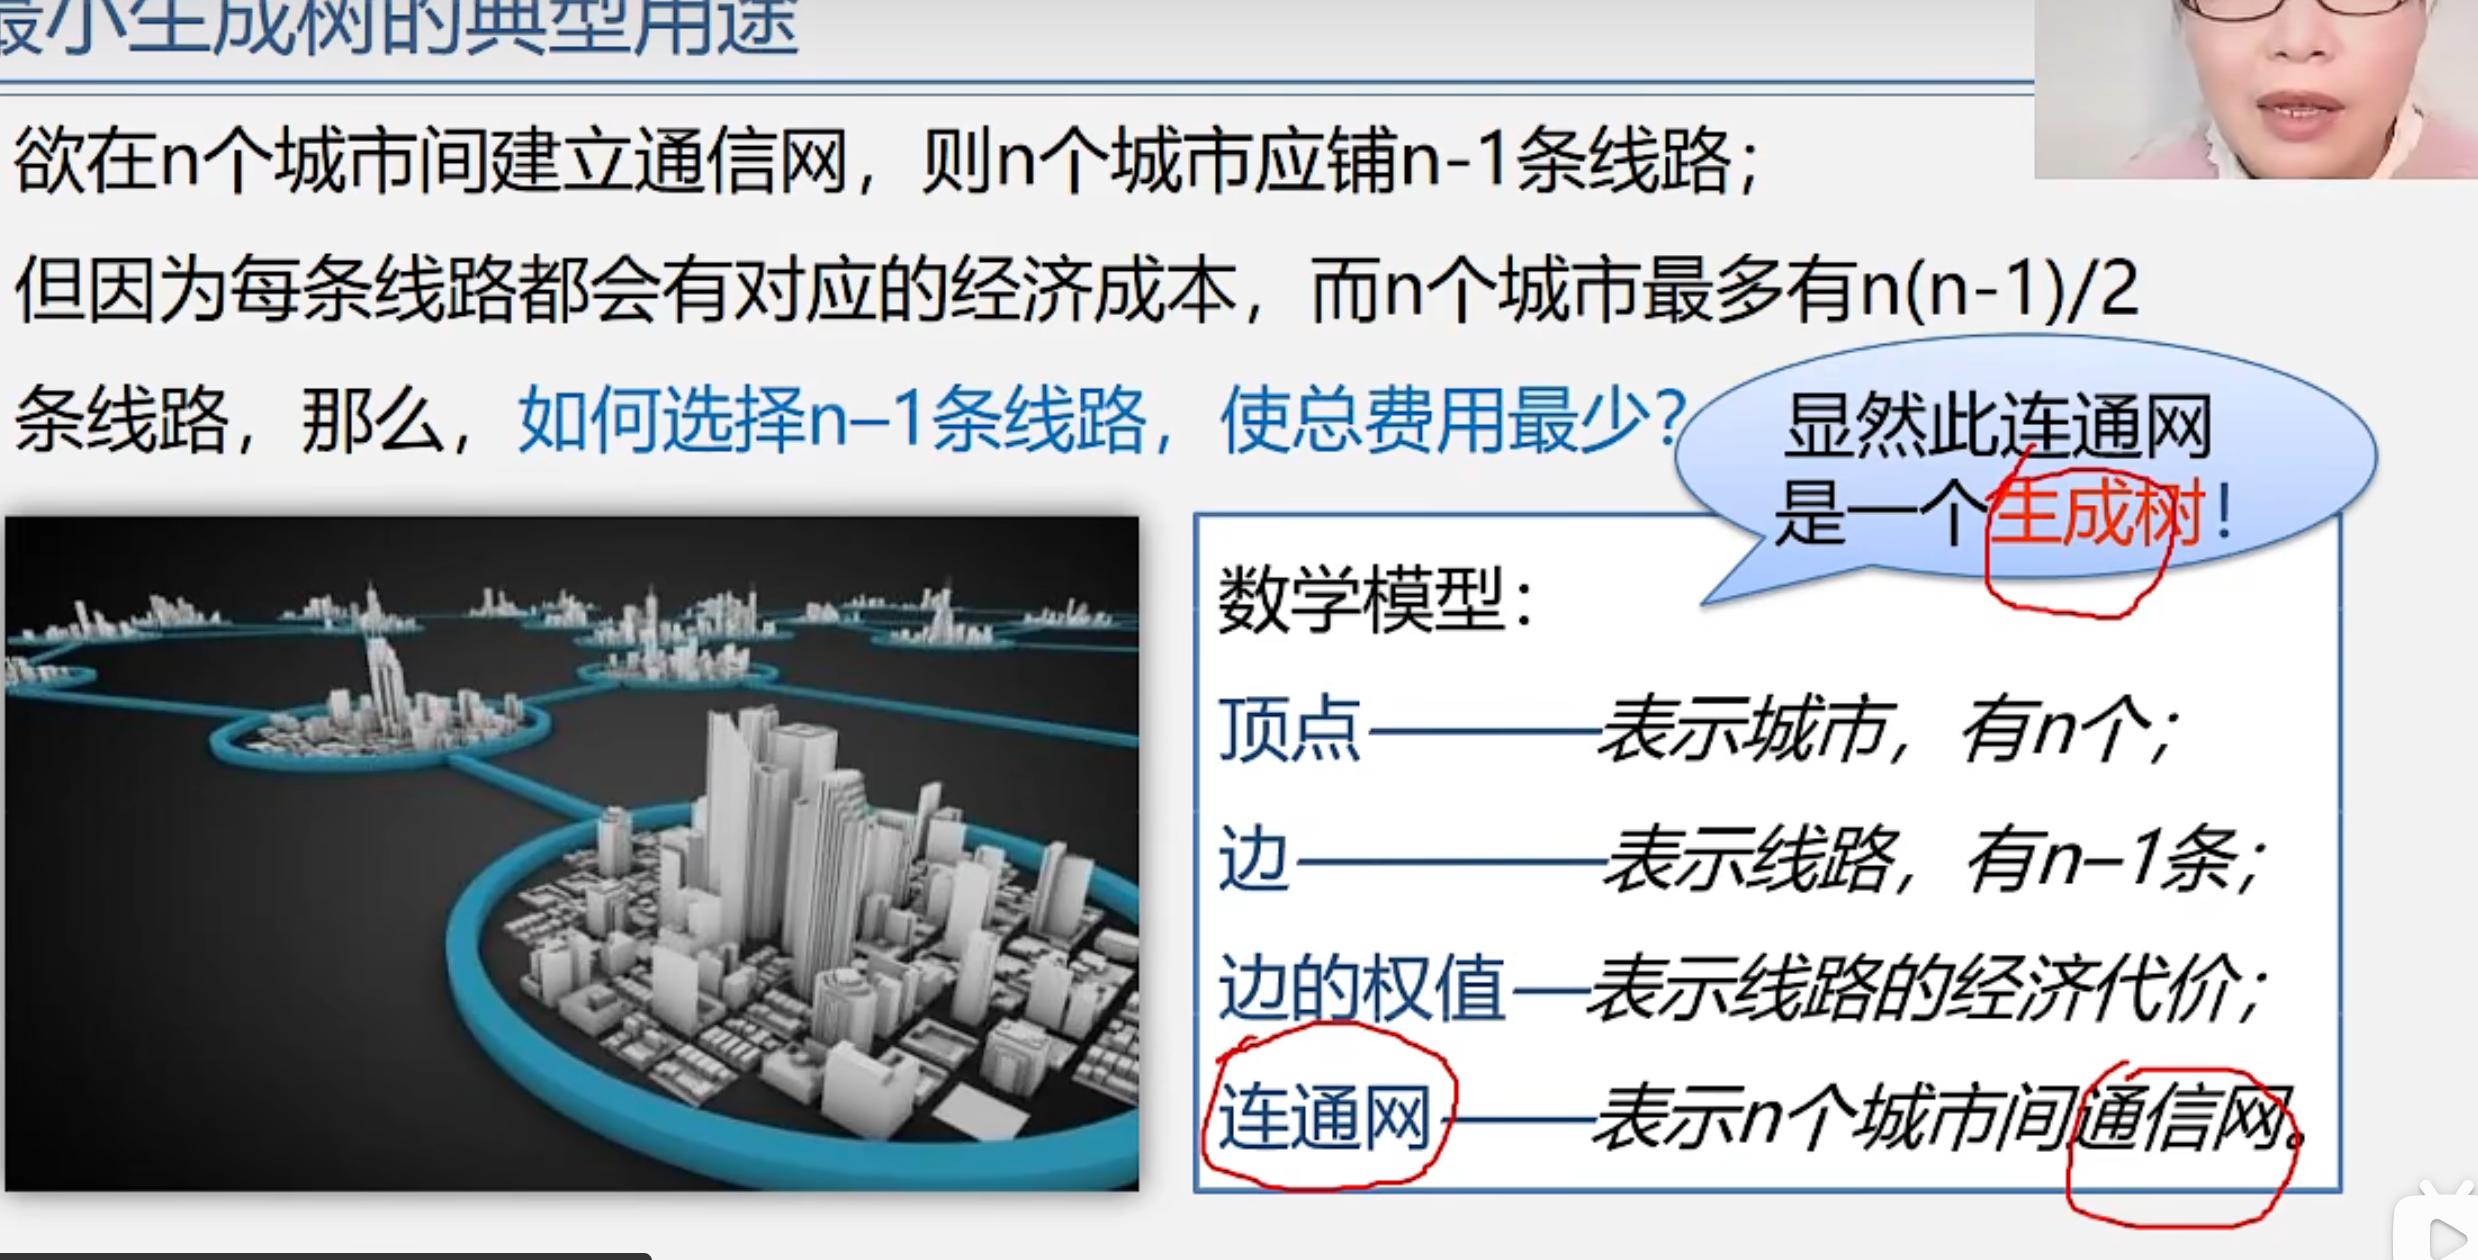 最小生成树的典型用途
欲在n个城市间建立通信网，则n个城市应铺n-1条线路；
但因为每条线路都会有对应的经济成本，而n个城市最多有n(n-1)/2
条线路，那么，如何选择n–1条线路，使总费用最少？
显然此连通网
是一个生成树！
数学模型：
顶点————表示城市，有n个；
边—————表示线路，有n–1条；
边的权值—表示线路的经济代价；
连通网——表示n个城市间通信网。